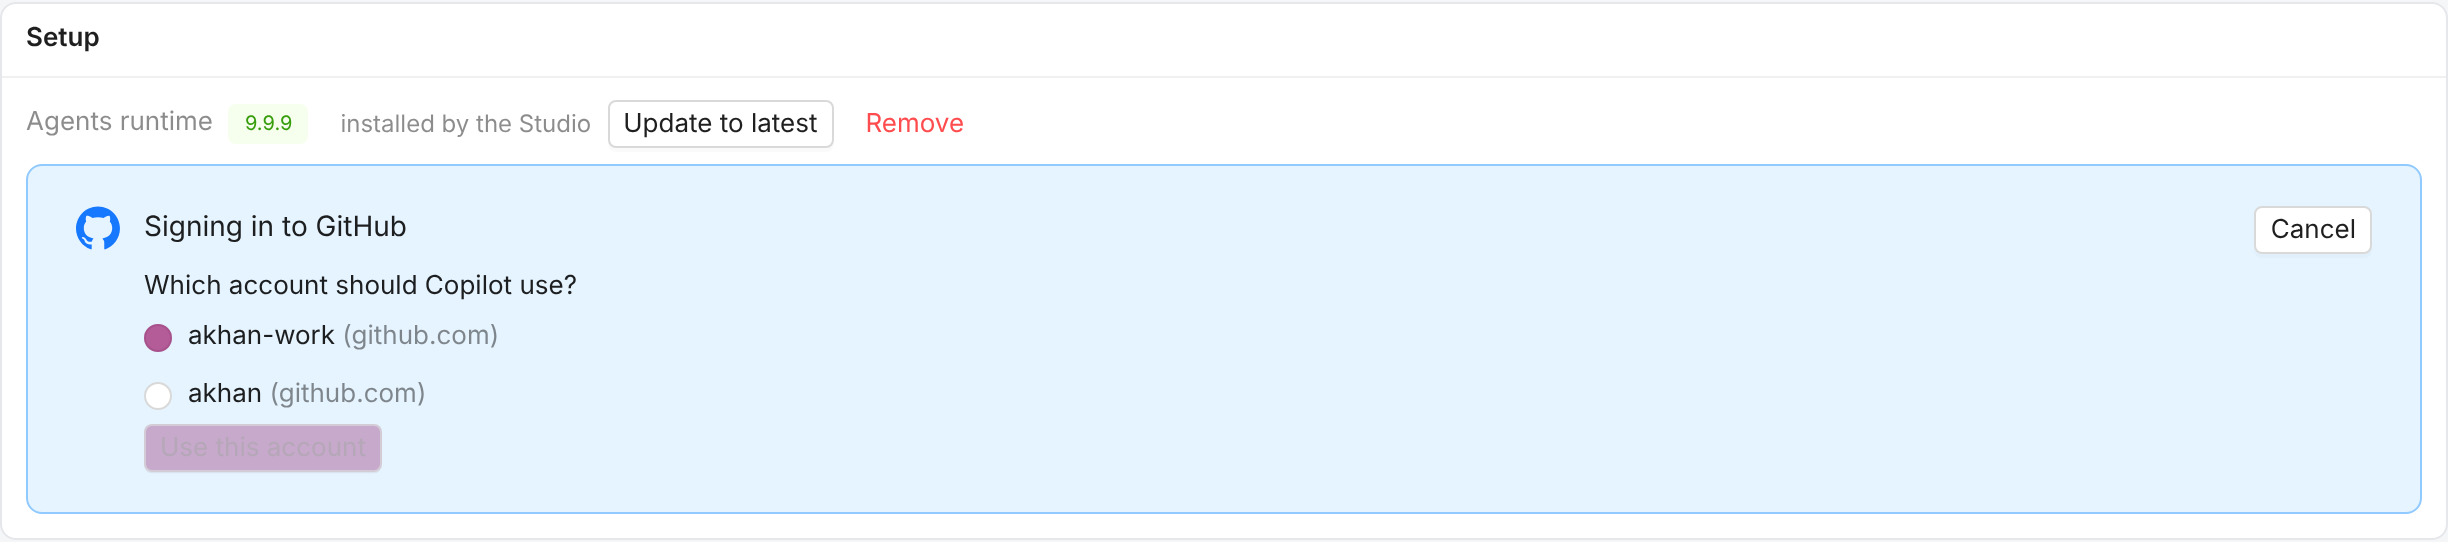 Setup
Agents runtime 9.9.9 installed by the Studio Update to latest Remove
Signing in to GitHub Cancel
Which account should Copilot use?
akhan-work (github.com)
akhan (github.com)
Use this account